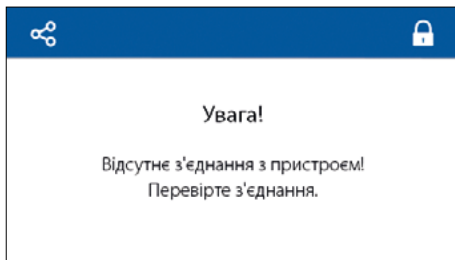 Увага!
Відсутнє з'єднання з пристроєм!
Перевірте з'єднання.